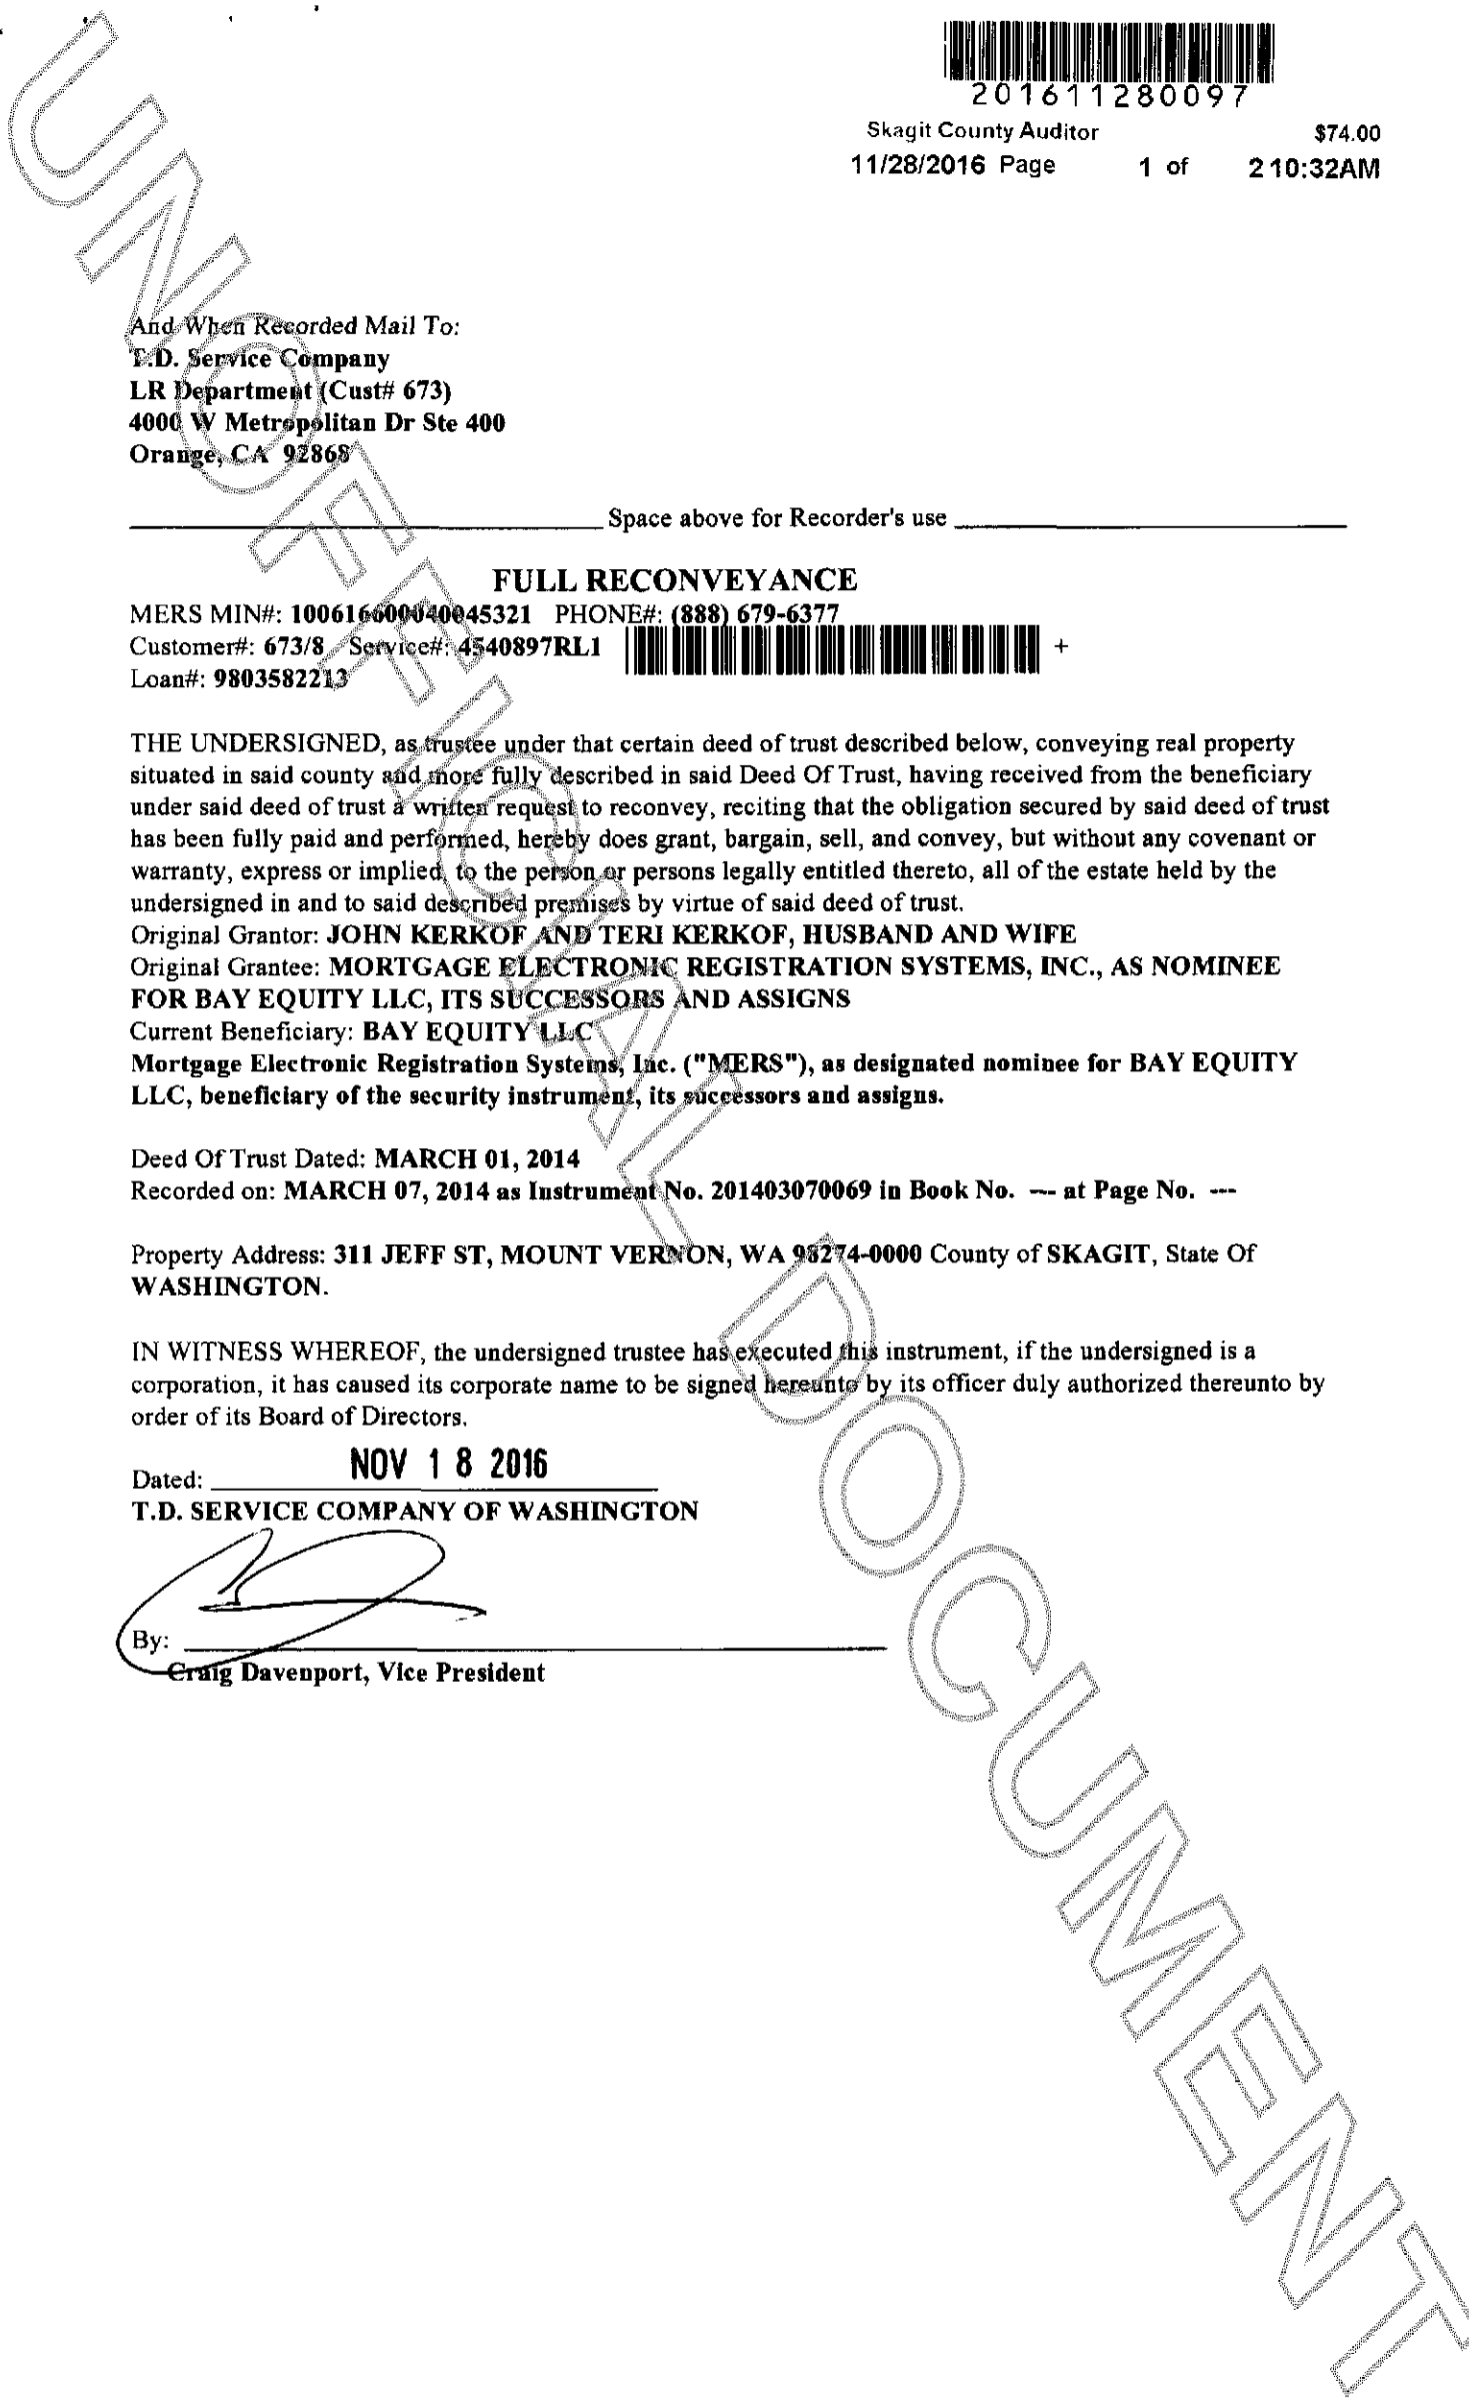 201611280097
Skagit County Auditor $74.00
11/28/2016 Page 1 of 2 10:32AM
And When Recorded Mail To:
T.D. Service Company
LR Department (Cust# 673)
4000 W Metropolitan Dr Ste 400
Orange, CA 92868
Space above for Recorder's use
FULL RECONVEYANCE
MERS MIN#: 100616600040045321 PHONE#: (888) 679-6377
Customer#: 673/8 Service#: 4540897RL1 +
Loan#: 9803582213
THE UNDERSIGNED, as trustee under that certain deed of trust described below, conveying real property
situated in said county and more fully described in said Deed Of Trust, having received from the beneficiary
under said deed of trust a written request to reconvey, reciting that the obligation secured by said deed of trust
has been fully paid and performed, hereby does grant, bargain, sell, and convey, but without any covenant or
warranty, express or implied, to the person or persons legally entitled thereto, all of the estate held by the
undersigned in and to said described premises by virtue of said deed of trust.
Original Grantor: JOHN KERKOF AND TERI KERKOF, HUSBAND AND WIFE
Original Grantee: MORTGAGE ELECTRONIC REGISTRATION SYSTEMS, INC., AS NOMINEE
FOR BAY EQUITY LLC, ITS SUCCESSORS AND ASSIGNS
Current Beneficiary: BAY EQUITY LLC
Mortgage Electronic Registration Systems, Inc. ("MERS"), as designated nominee for BAY EQUITY
LLC, beneficiary of the security instrument, its successors and assigns.
Deed Of Trust Dated: MARCH 01, 2014
Recorded on: MARCH 07, 2014 as Instrument No. 201403070069 in Book No. --- at Page No. ---
Property Address: 311 JEFF ST, MOUNT VERNON, WA 98274-0000 County of SKAGIT, State Of
WASHINGTON.
IN WITNESS WHEREOF, the undersigned trustee has executed this instrument, if the undersigned is a
corporation, it has caused its corporate name to be signed hereunto by its officer duly authorized thereunto by
order of its Board of Directors.
Dated: NOV 18 2016
T.D. SERVICE COMPANY OF WASHINGTON
By:
Craig Davenport, Vice President
UNOFFICIAL DOCUMENT